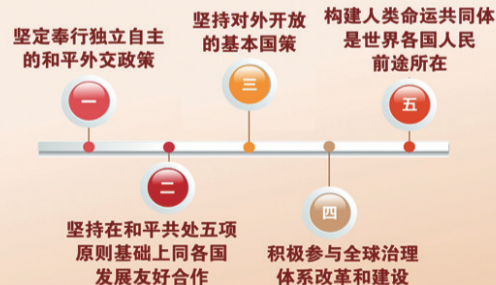 坚定奉行独立自主
的和平外交政策
一
二
坚持在和平共处五项
原则基础上同各国
发展友好合作
坚持对外开放
的基本国策
三
四
积极参与全球治理
体系改革和建设
构建人类命运共同体
是世界各国人民
前途所在
五